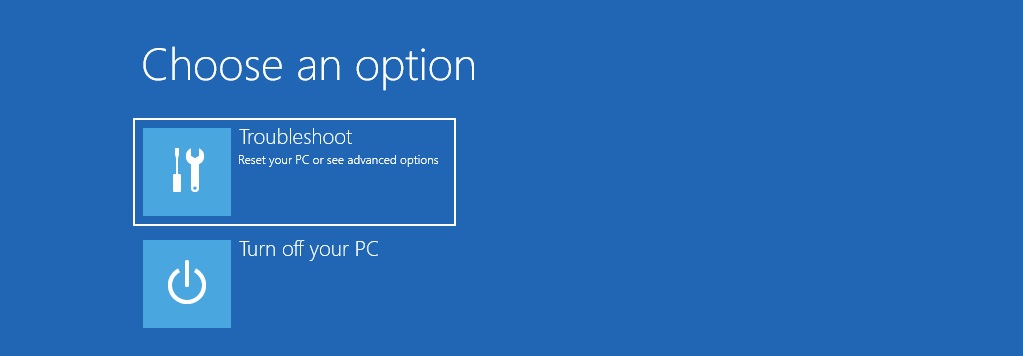 Choose an option
Troubleshoot
Reset your PC or see advanced options
Turn off your PC